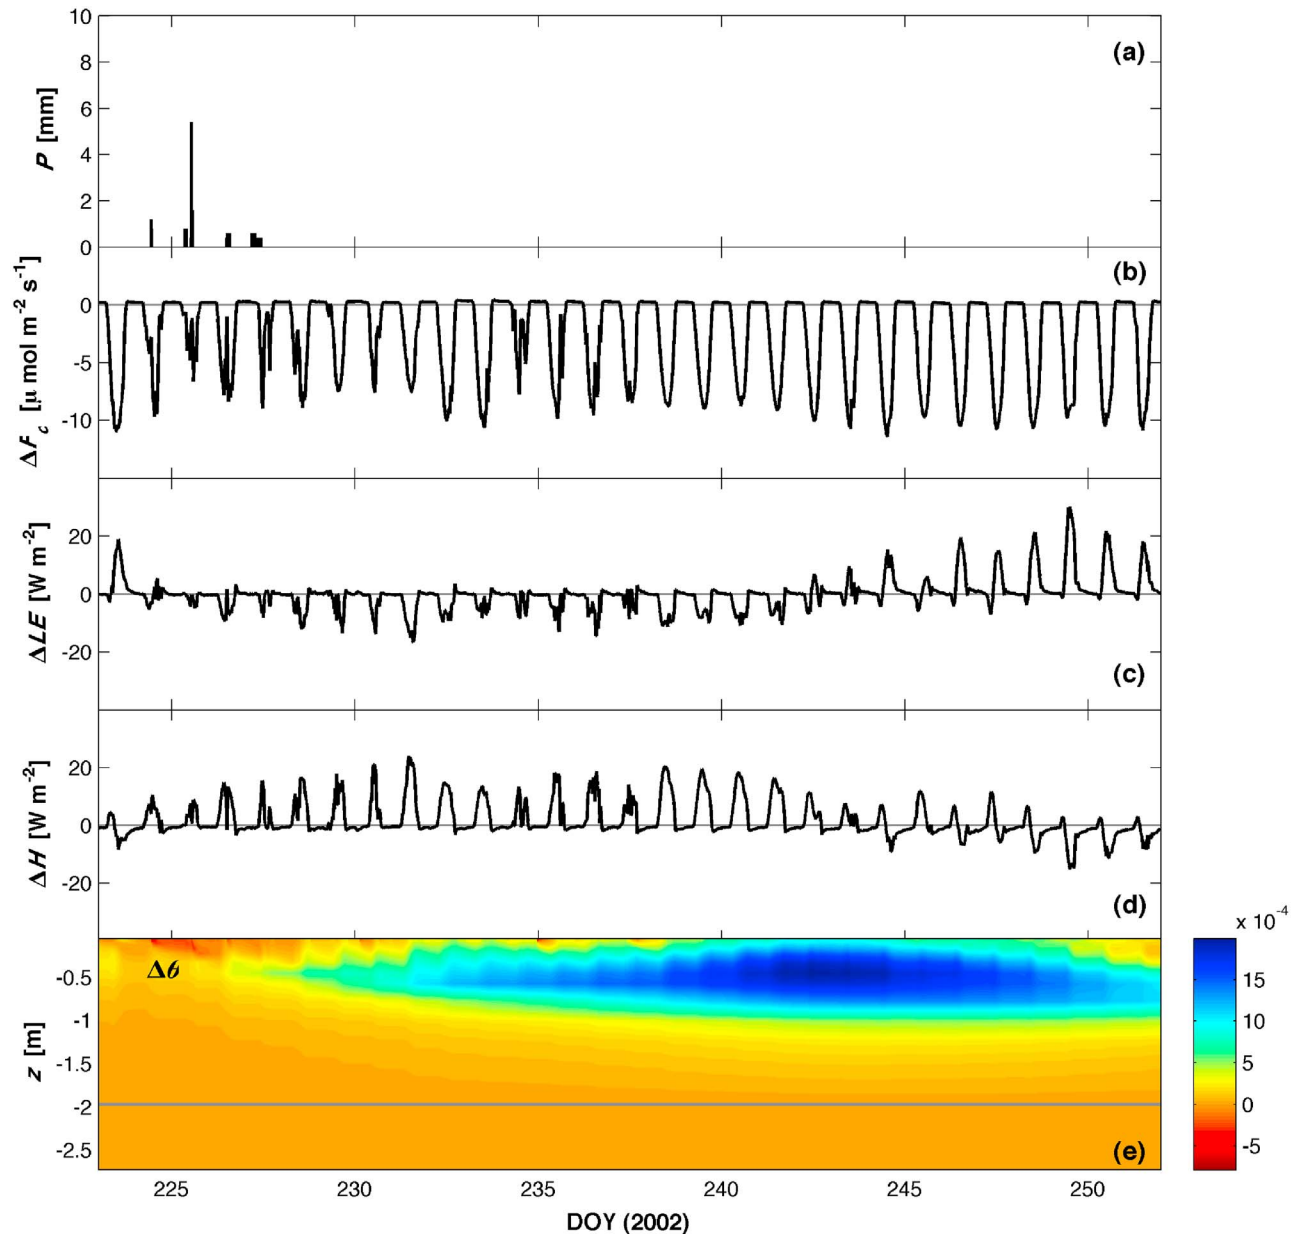 10
(a)
8
6
P [mm]
4
2
0
(b)
0
-5
-10
ΔF_c [μ mol m⁻² s⁻¹]
20
0
-20
ΔLE [W m⁻²]
(c)
20
0
-20
ΔH [W m⁻²]
(d)
x 10⁻⁴
Δθ
-0.5
-1
-1.5
-2
-2.5
z [m]
(e)
15
10
5
0
-5
225 230 235 240 245 250
DOY (2002)